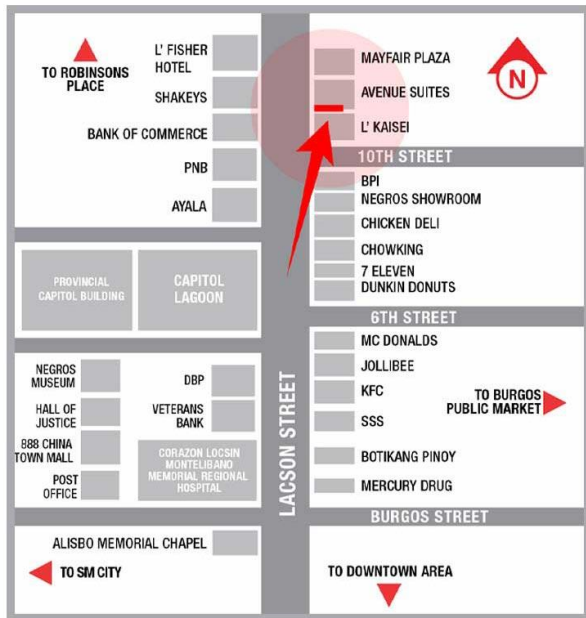 TO ROBINSONS
PLACE
L' FISHER
HOTEL
SHAKEYS
BANK OF COMMERCE
PNB
AYALA
MAYFAIR PLAZA
AVENUE SUITES
L' KAISEI
N
10TH STREET
BPI
NEGROS SHOWROOM
CHICKEN DELI
CHOWKING
7 ELEVEN
DUNKIN DONUTS
PROVINCIAL
CAPITOL BUILDING
CAPITOL
LAGOON
6TH STREET
MC DONALDS
JOLLIBEE
KFC
SSS
BOTIKANG PINOY
MERCURY DRUG
TO BURGOS
PUBLIC MARKET
NEGROS
MUSEUM
HALL OF
JUSTICE
888 CHINA
TOWN MALL
POST
OFFICE
DBP
VETERANS
BANK
CORAZON LOCSIN
MONTELIBANO
MEMORIAL REGIONAL
HOSPITAL
LACSON STREET
BURGOS STREET
ALISBO MEMORIAL CHAPEL
TO SM CITY
TO DOWNTOWN AREA